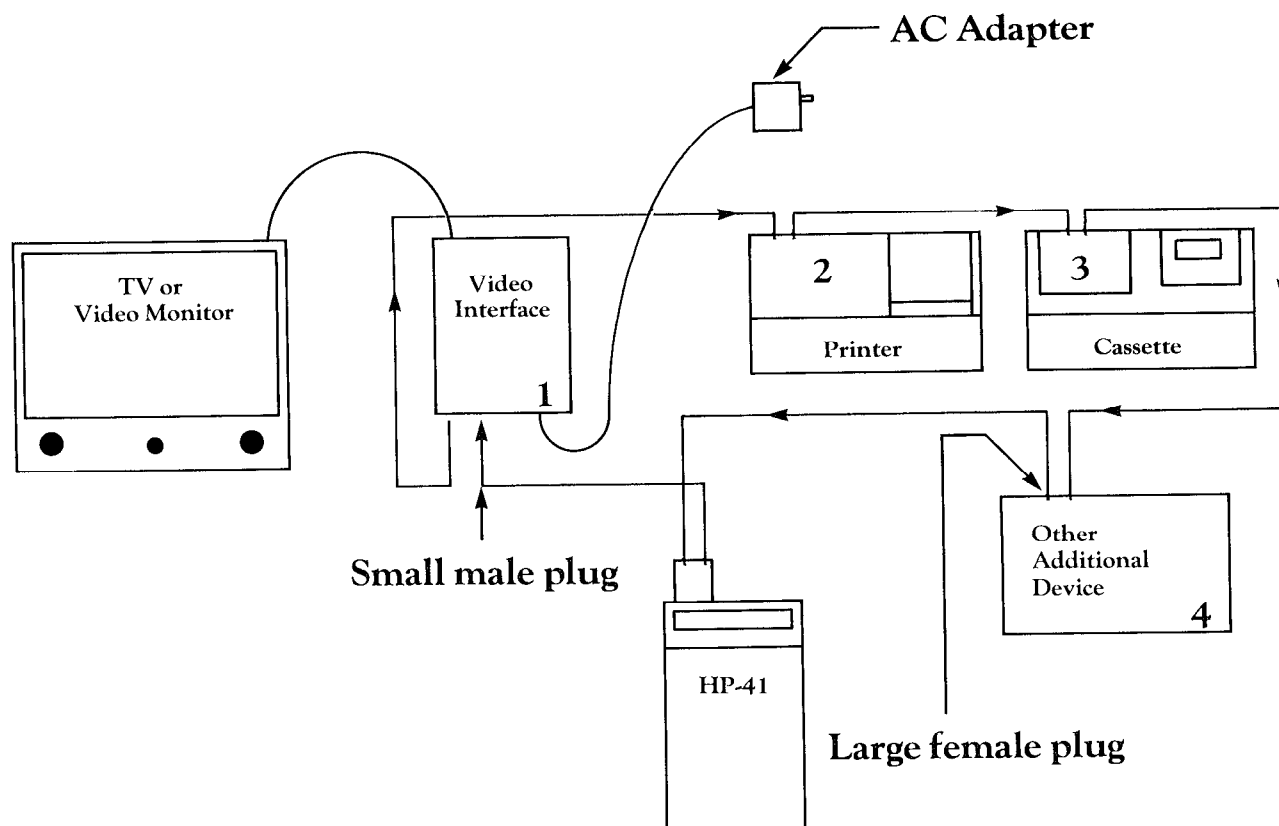 AC Adapter
TV or
Video Monitor
Video
Interface
1
2
Printer
3
Cassette
Small male plug
Other
Additional
Device
4
HP-41
Large female plug